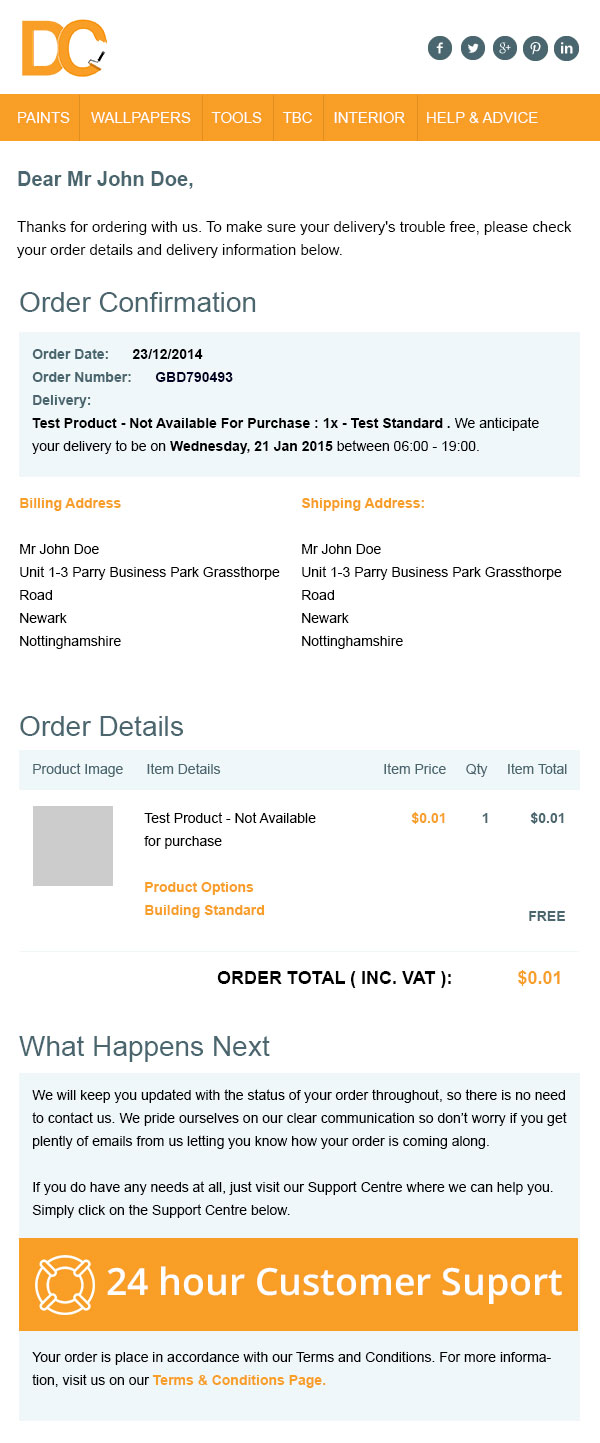 DC
f
g+
in
PAINTS WALLPAPERS TOOLS TBC INTERIOR HELP & ADVICE
Dear Mr John Doe,
Thanks for ordering with us. To make sure your delivery's trouble free, please check
your order details and delivery information below.
Order Confirmation
Order Date: 23/12/2014
Order Number: GBD790493
Delivery:
Test Product - Not Available For Purchase : 1x - Test Standard . We anticipate
your delivery to be on Wednesday, 21 Jan 2015 between 06:00 - 19:00.
Billing Address
Mr John Doe
Unit 1-3 Parry Business Park Grassthorpe
Road
Newark
Nottinghamshire
Shipping Address:
Mr John Doe
Unit 1-3 Parry Business Park Grassthorpe
Road
Newark
Nottinghamshire
Order Details
Product Image Item Details Item Price Qty Item Total
Test Product - Not Available $0.01 1 $0.01
for purchase
Product Options
Building Standard
FREE
ORDER TOTAL ( INC. VAT ): $0.01
What Happens Next
We will keep you updated with the status of your order throughout, so there is no need
to contact us. We pride ourselves on our clear communication so don't worry if you get
plently of emails from us letting you know how your order is coming along.
If you do have any needs at all, just visit our Support Centre where we can help you.
Simply click on the Support Centre below.
24 hour Customer Suport
Your order is place in accordance with our Terms and Conditions. For more informa-
tion, visit us on our Terms & Conditions Page.